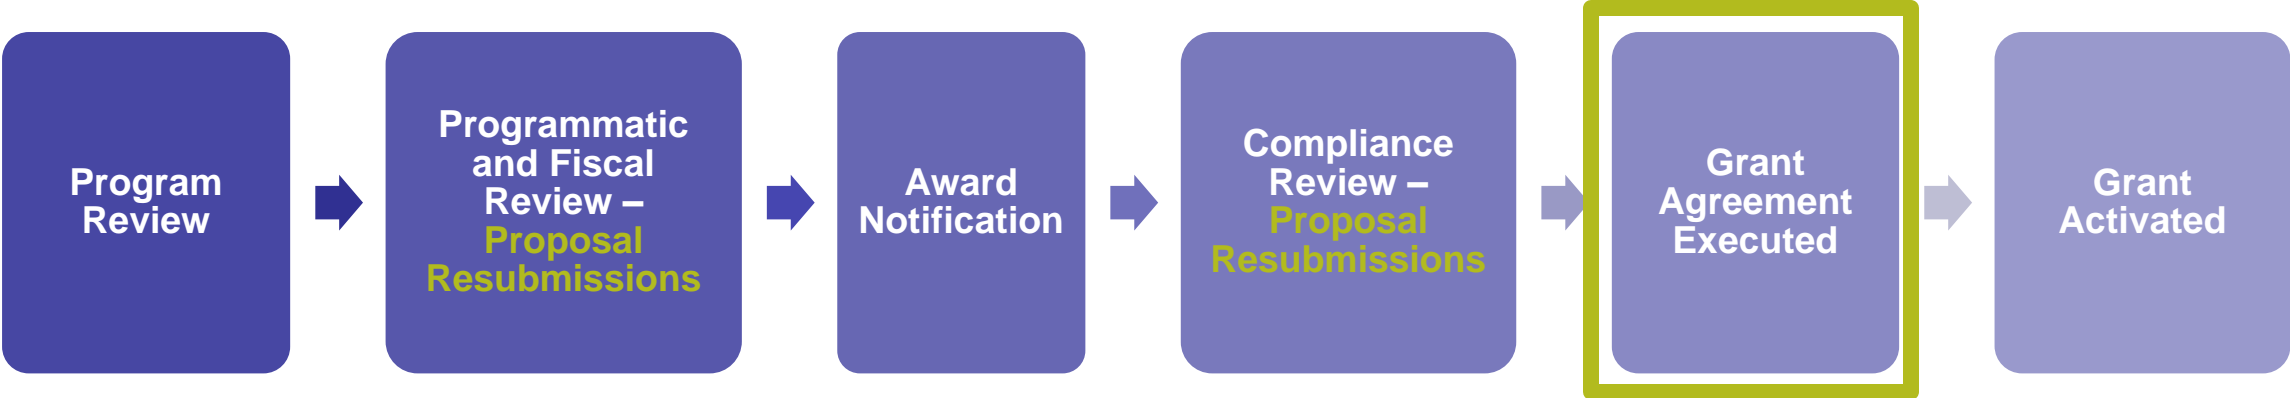 Program
Review
Programmatic
and Fiscal
Review –
Proposal
Resubmissions
Award
Notification
Compliance
Review –
Proposal
Resubmissions
Grant
Agreement
Executed
Grant
Activated